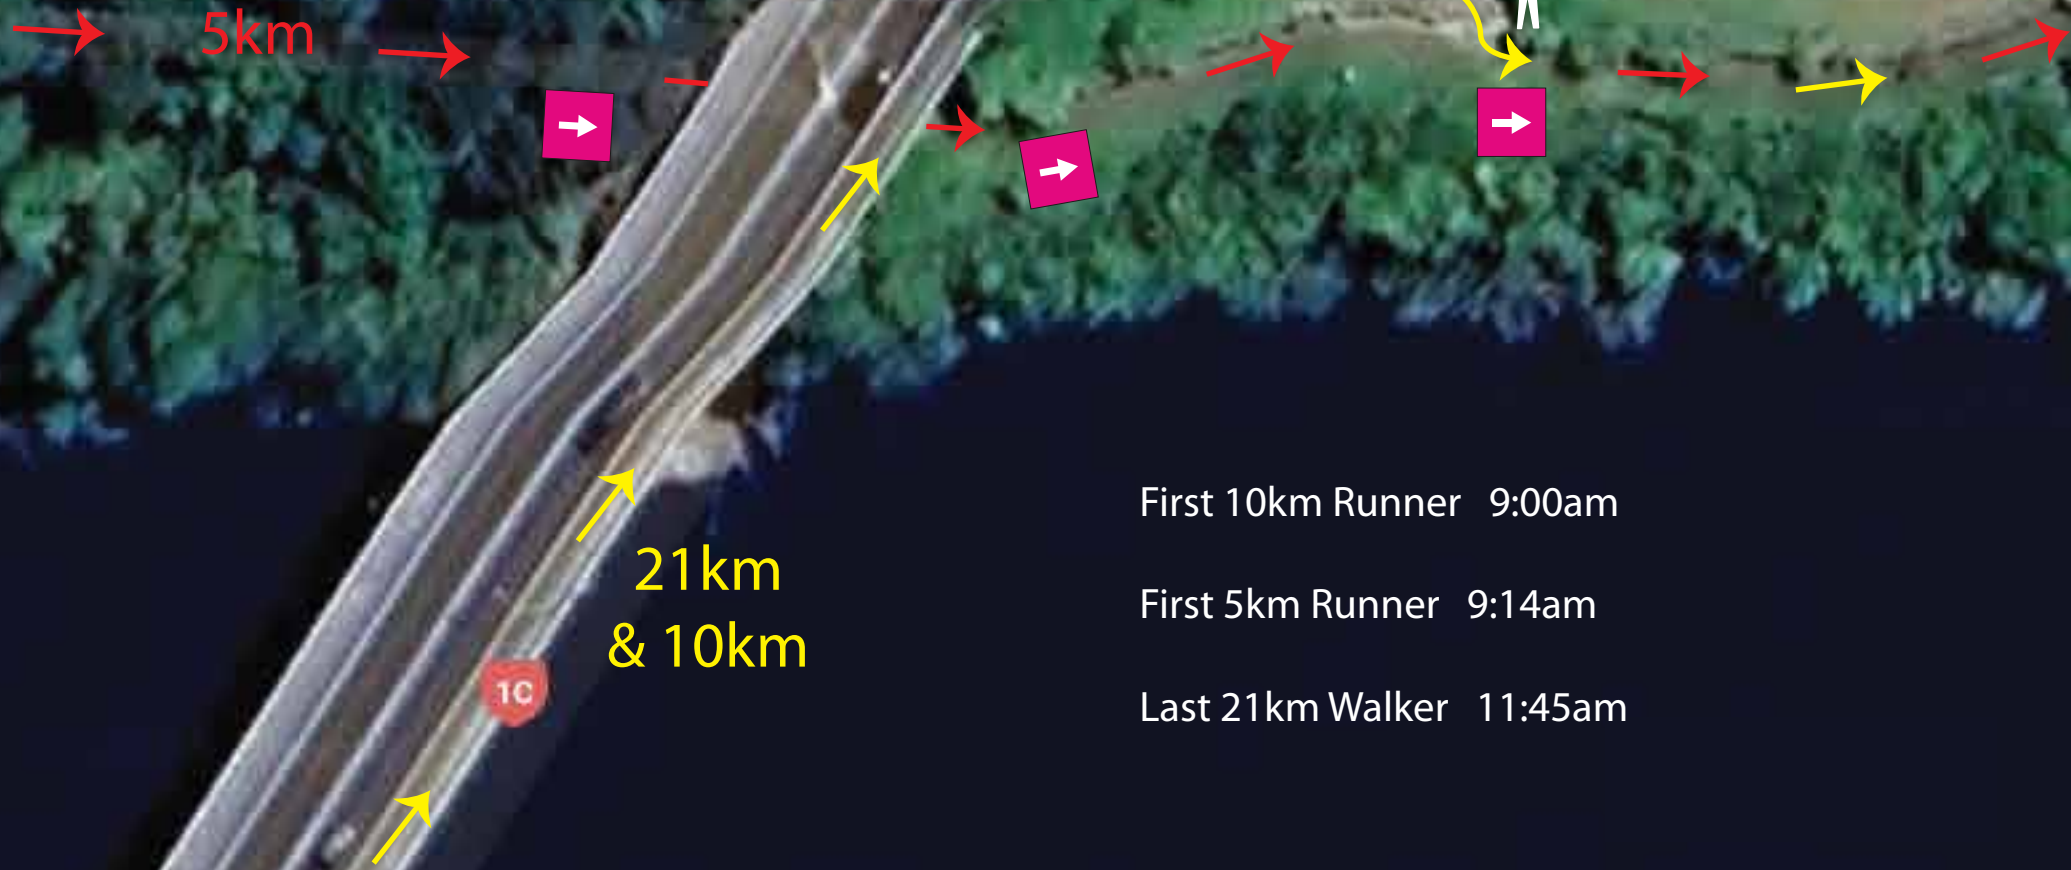 5km
21km
& 10km
1C
First 10km Runner 9:00am
First 5km Runner 9:14am
Last 21km Walker 11:45am